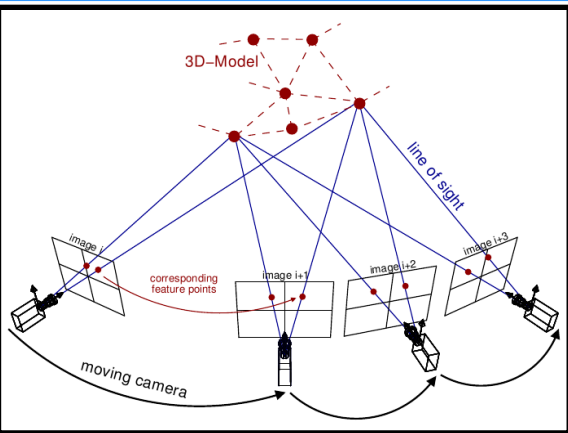 3D–Model
line of sight
image i
corresponding
feature points
image i+1
image i+2
image i+3
moving camera